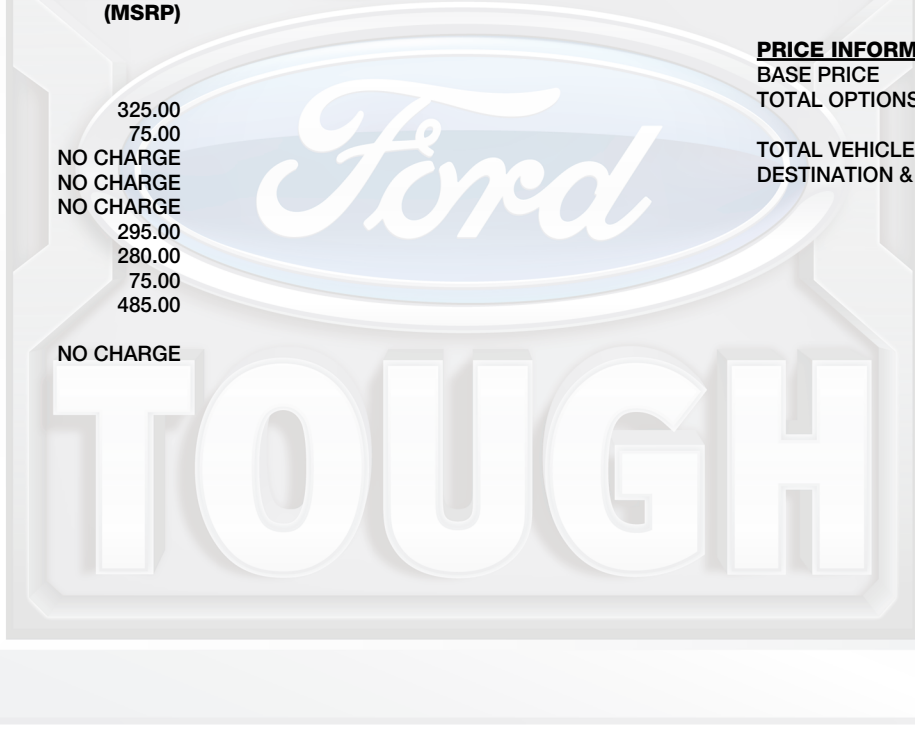 (MSRP)
325.00
75.00
NO CHARGE
NO CHARGE
NO CHARGE
295.00
280.00
75.00
485.00
NO CHARGE
PRICE INFORM
BASE PRICE
TOTAL OPTIONS
TOTAL VEHICLE
DESTINATION &
Ford
TOUGH